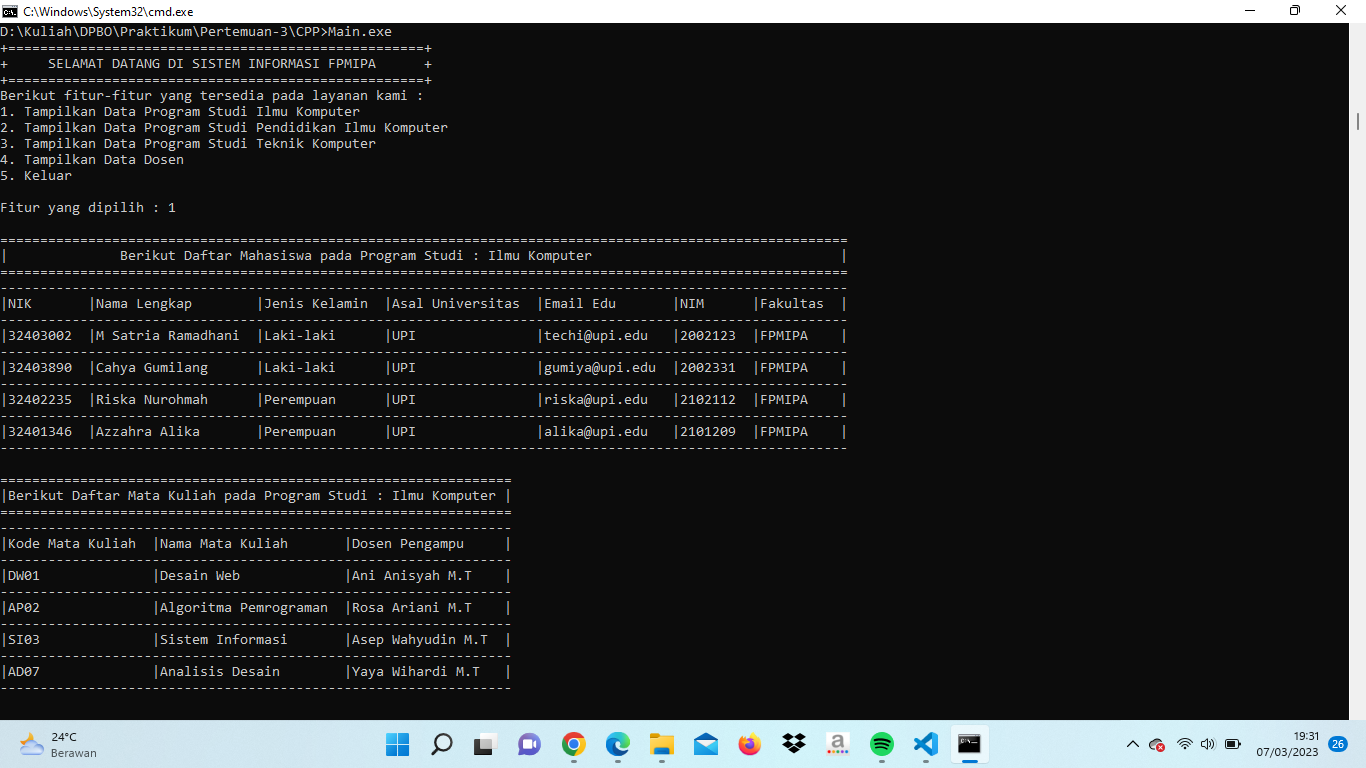 C:\Windows\System32\cmd.exe
D:\Kuliah\DPBO\Praktikum\Pertemuan-3\CPP>Main.exe
+====================================================+
+     SELAMAT DATANG DI SISTEM INFORMASI FPMIPA      +
+====================================================+
Berikut fitur-fitur yang tersedia pada layanan kami :
1. Tampilkan Data Program Studi Ilmu Komputer
2. Tampilkan Data Program Studi Pendidikan Ilmu Komputer
3. Tampilkan Data Program Studi Teknik Komputer
4. Tampilkan Data Dosen
5. Keluar
Fitur yang dipilih : 1
==========================================================================================================
|              Berikut Daftar Mahasiswa pada Program Studi : Ilmu Komputer                               |
==========================================================================================================
----------------------------------------------------------------------------------------------------------
|NIK       |Nama Lengkap        |Jenis Kelamin  |Asal Universitas  |Email Edu       |NIM      |Fakultas  |
----------------------------------------------------------------------------------------------------------
|32403002  |M Satria Ramadhani  |Laki-laki      |UPI               |techi@upi.edu   |2002123  |FPMIPA    |
----------------------------------------------------------------------------------------------------------
|32403890  |Cahya Gumilang      |Laki-laki      |UPI               |gumiya@upi.edu  |2002331  |FPMIPA    |
----------------------------------------------------------------------------------------------------------
|32402235  |Riska Nurohmah      |Perempuan      |UPI               |riska@upi.edu   |2102112  |FPMIPA    |
----------------------------------------------------------------------------------------------------------
|32401346  |Azzahra Alika       |Perempuan      |UPI               |alika@upi.edu   |2101209  |FPMIPA    |
----------------------------------------------------------------------------------------------------------
================================================================
|Berikut Daftar Mata Kuliah pada Program Studi : Ilmu Komputer |
================================================================
----------------------------------------------------------------
|Kode Mata Kuliah  |Nama Mata Kuliah       |Dosen Pengampu     |
----------------------------------------------------------------
|DW01              |Desain Web             |Ani Anisyah M.T    |
----------------------------------------------------------------
|AP02              |Algoritma Pemrograman  |Rosa Ariani M.T    |
----------------------------------------------------------------
|SI03              |Sistem Informasi       |Asep Wahyudin M.T  |
----------------------------------------------------------------
|AD07              |Analisis Desain        |Yaya Wihardi M.T   |
----------------------------------------------------------------
24°C
Berawan
19:31
07/03/2023
26